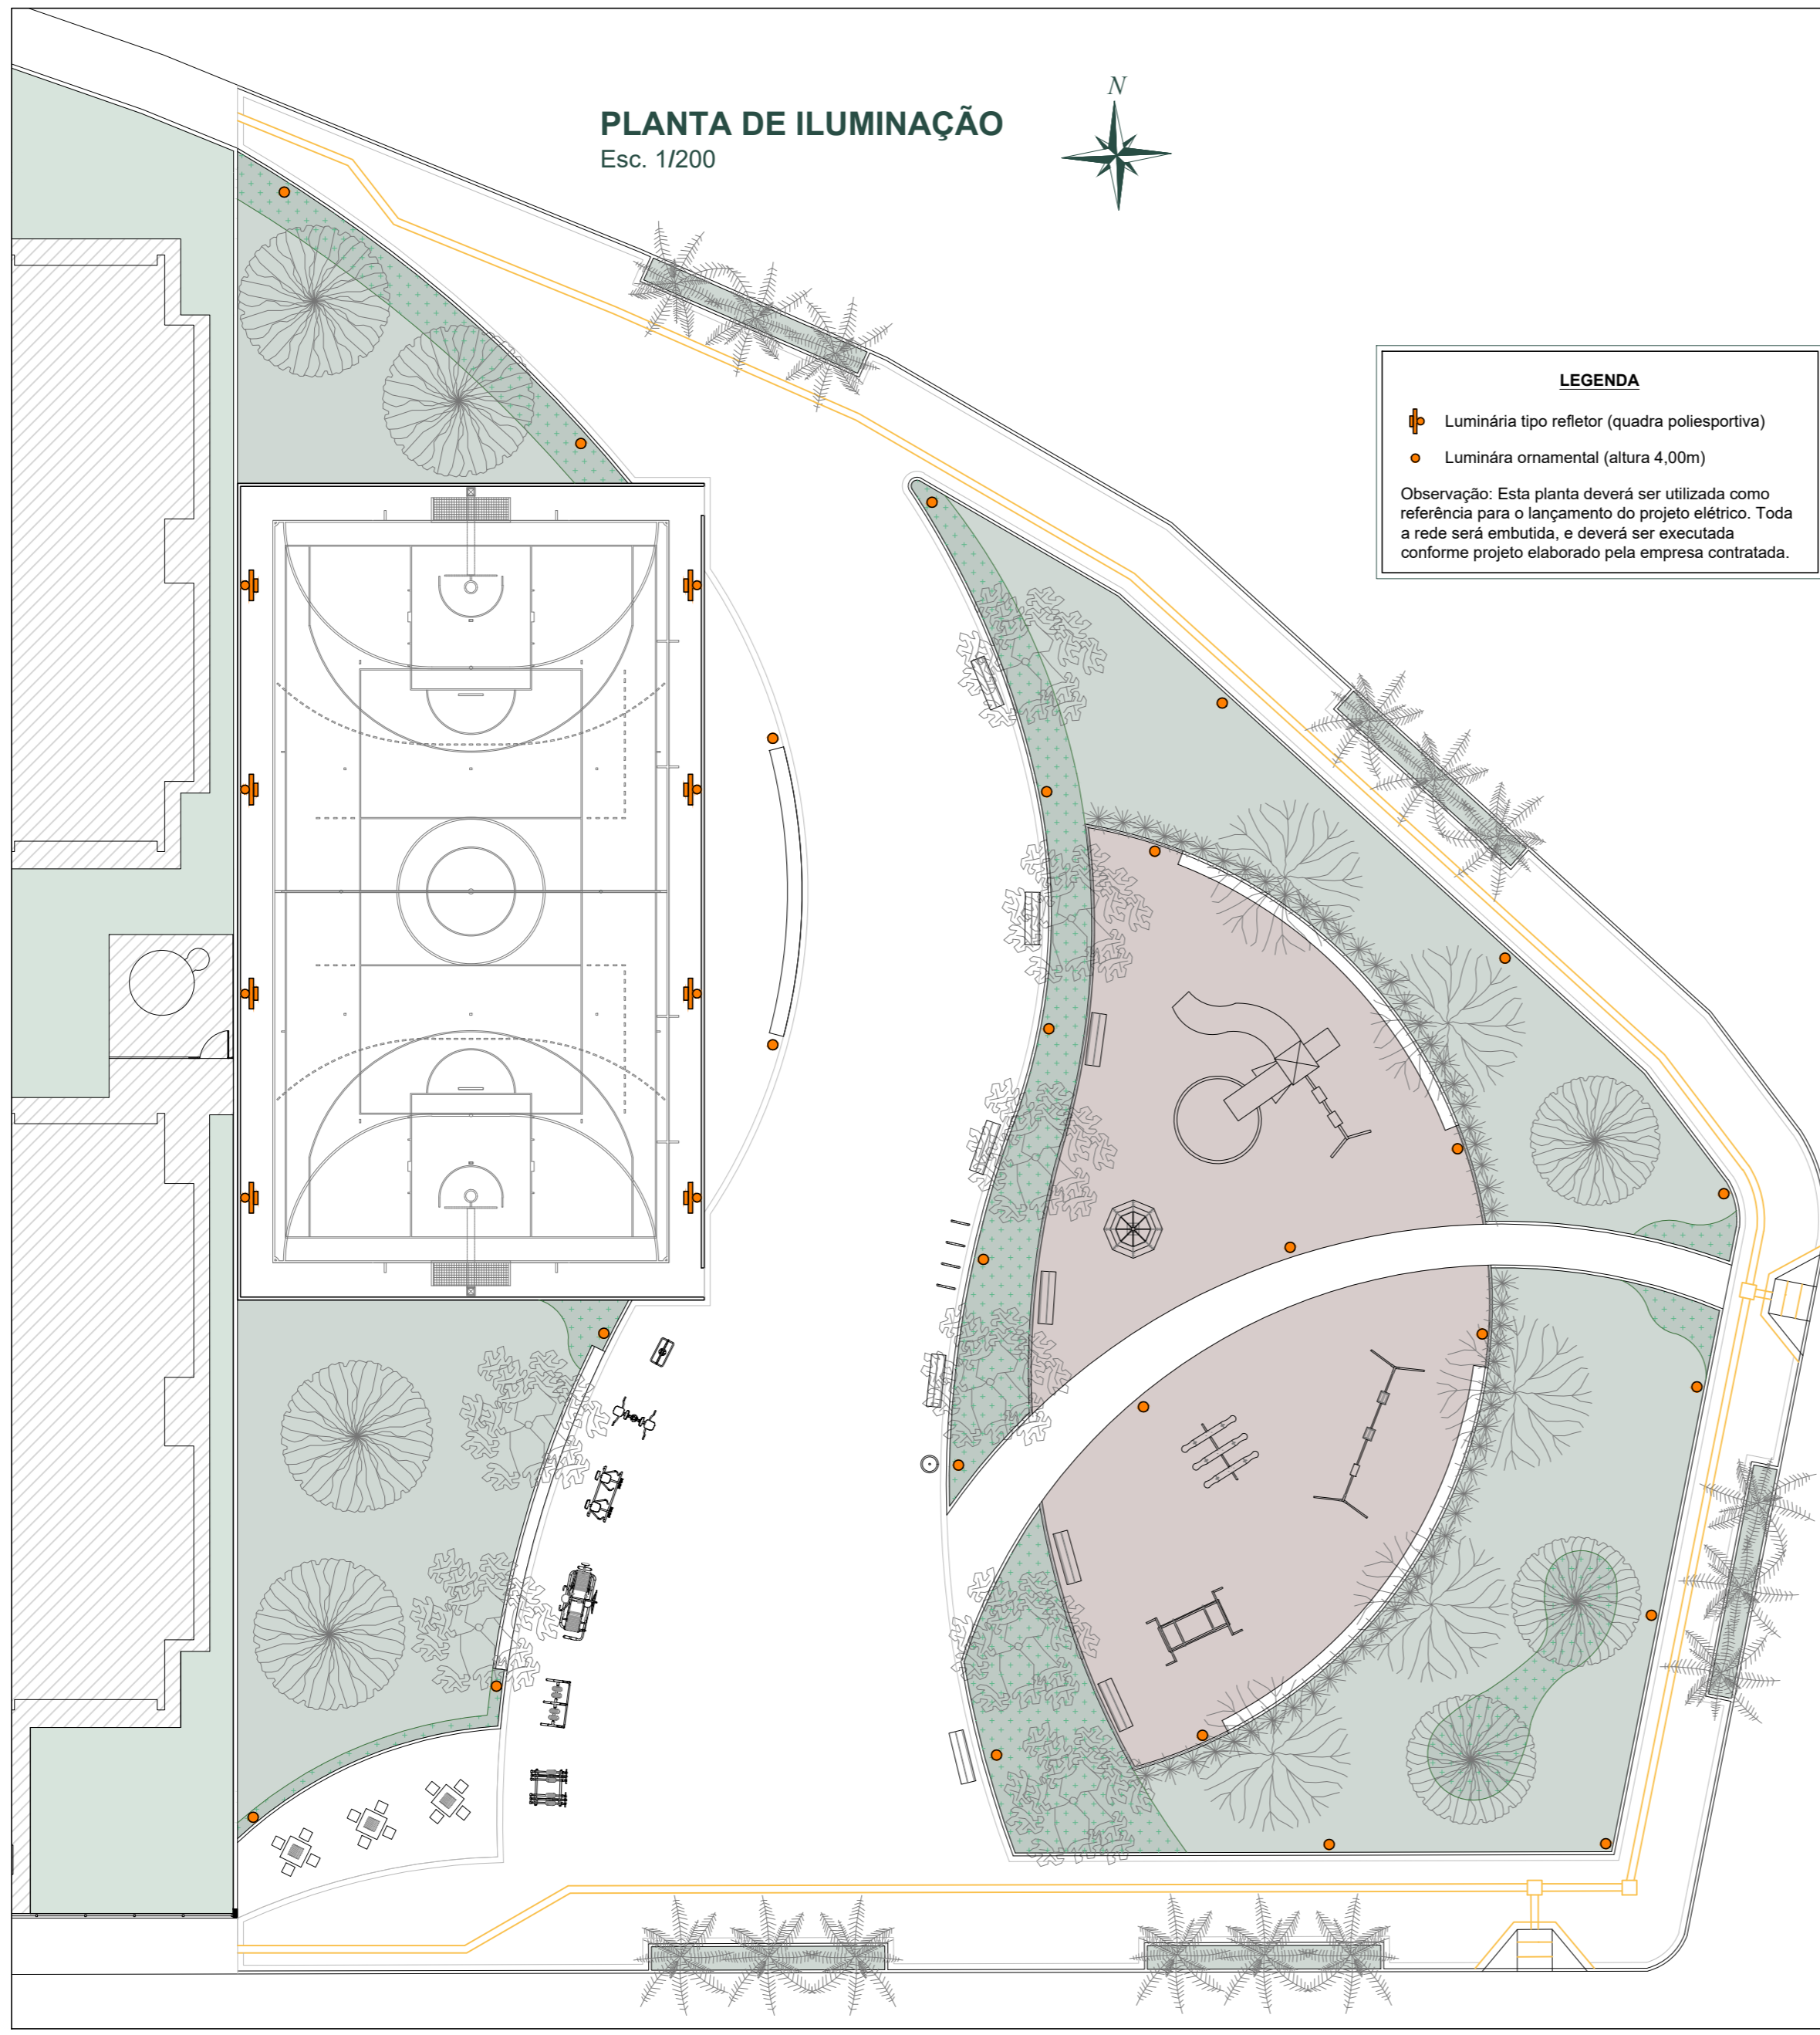 PLANTA DE ILUMINAÇÃO
Esc. 1/200
N
LEGENDA
Luminária tipo refletor (quadra poliesportiva)
Luminára ornamental (altura 4,00m)
Observação: Esta planta deverá ser utilizada como
referência para o lançamento do projeto elétrico. Toda
a rede será embutida, e deverá ser executada
conforme projeto elaborado pela empresa contratada.